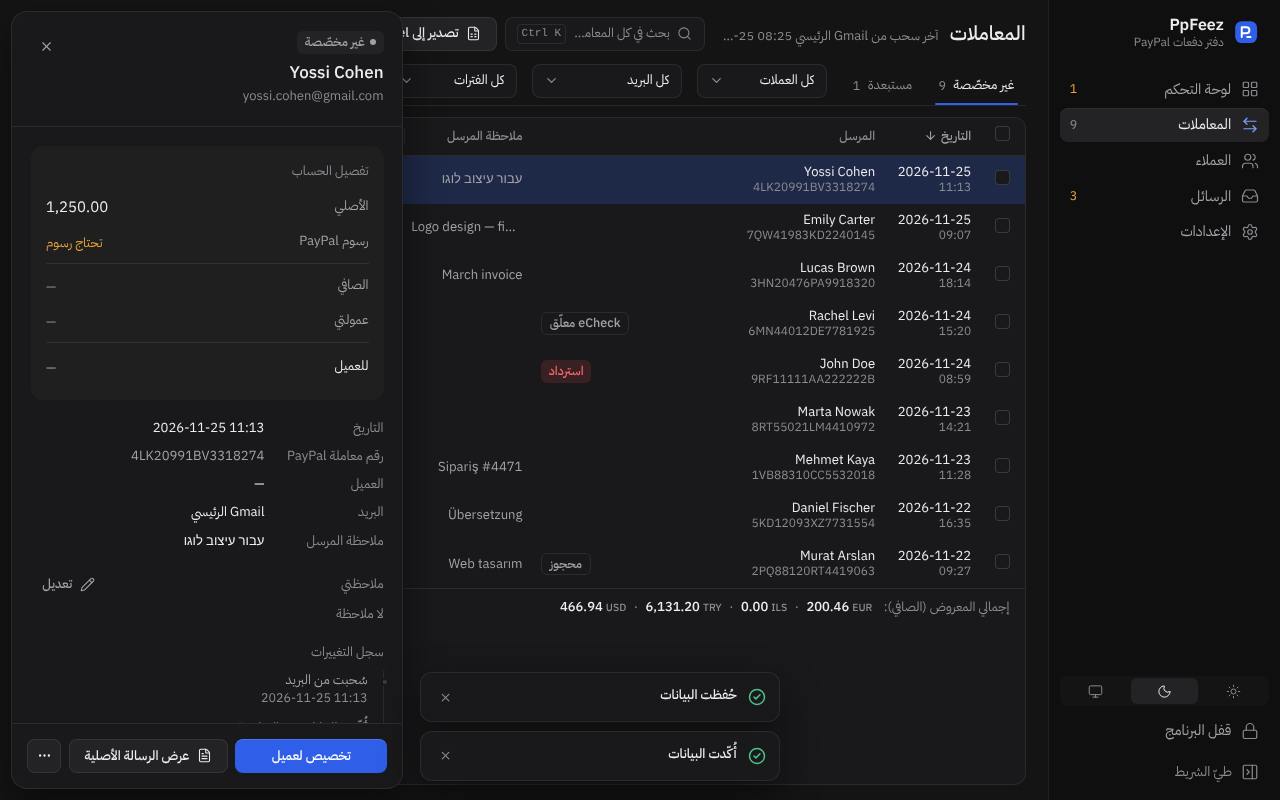 PpFeez
دفتر دفعات PayPal
لوحة التحكم 1
المعاملات 9
العملاء
الرسائل 3
الإعدادات
قفل البرنامج
طيّ الشريط
المعاملات
آخر سحب من Gmail الرئيسي 08:25 25-...
بحث في كل المعامـ... Ctrl K
تصدير إلى
غير مخصّصة 9
مستبعدة 1
كل العملات
كل البريد
كل الفترات
التاريخ ↓ المرسل ملاحظة المرسل
2026-11-25 Yossi Cohen עבור עיצוב לוגו
11:13 4LK20991BV3318274
2026-11-25 Emily Carter Logo design — fi...
09:07 7QW41983KD2240145
2026-11-24 Lucas Brown March invoice
18:14 3HN20476PA9918320
2026-11-24 Rachel Levi eCheck معلّق
15:20 6MN44012DE7781925
2026-11-24 John Doe استرداد
08:59 9RF11111AA222222B
2026-11-23 Marta Nowak
14:21 8RT55021LM4410972
2026-11-23 Mehmet Kaya Sipariş #4471
11:28 1VB88310CC5532018
2026-11-22 Daniel Fischer Übersetzung
16:35 5KD12093XZ7731554
2026-11-22 Murat Arslan محجوز Web tasarım
09:27 2PQ88120RT4419063
إجمالي المعروض (الصافي): 200.46 EUR · 0.00 ILS · 6,131.20 TRY · 466.94 USD
حُفظت البيانات
أُكّدت البيانات
غير مخصّصة
Yossi Cohen
yossi.cohen@gmail.com
تفصيل الحساب
الأصلي 1,250.00
رسوم PayPal تحتاج رسوم
الصافي —
عمولتي —
للعميل —
التاريخ 2026-11-25 11:13
رقم معاملة PayPal 4LK20991BV3318274
العميل —
البريد Gmail الرئيسي
ملاحظة المرسل עבור עיצוב לוגו
ملاحظتي تعديل
لا ملاحظة
سجل التغييرات
سُحبت من البريد
2026-11-25 11:13
تخصيص لعميل
عرض الرسالة الأصلية